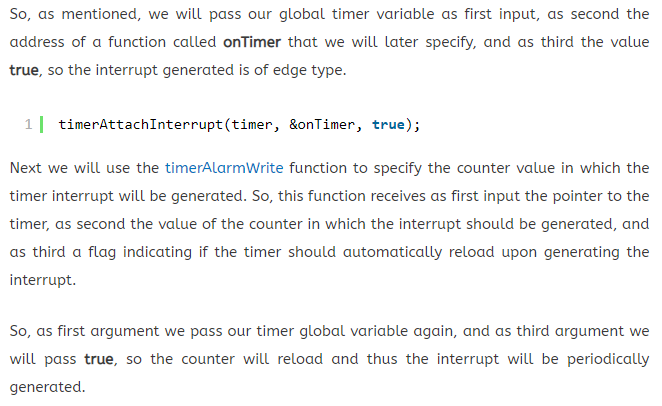 So, as mentioned, we will pass our global timer variable as first input, as second the
address of a function called onTimer that we will later specify, and as third the value
true, so the interrupt generated is of edge type.
1 timerAttachInterrupt(timer, &onTimer, true);
Next we will use the timerAlarmWrite function to specify the counter value in which the
timer interrupt will be generated. So, this function receives as first input the pointer to the
timer, as second the value of the counter in which the interrupt should be generated, and
as third a flag indicating if the timer should automatically reload upon generating the
interrupt.
So, as first argument we pass our timer global variable again, and as third argument we
will pass true, so the counter will reload and thus the interrupt will be periodically
generated.